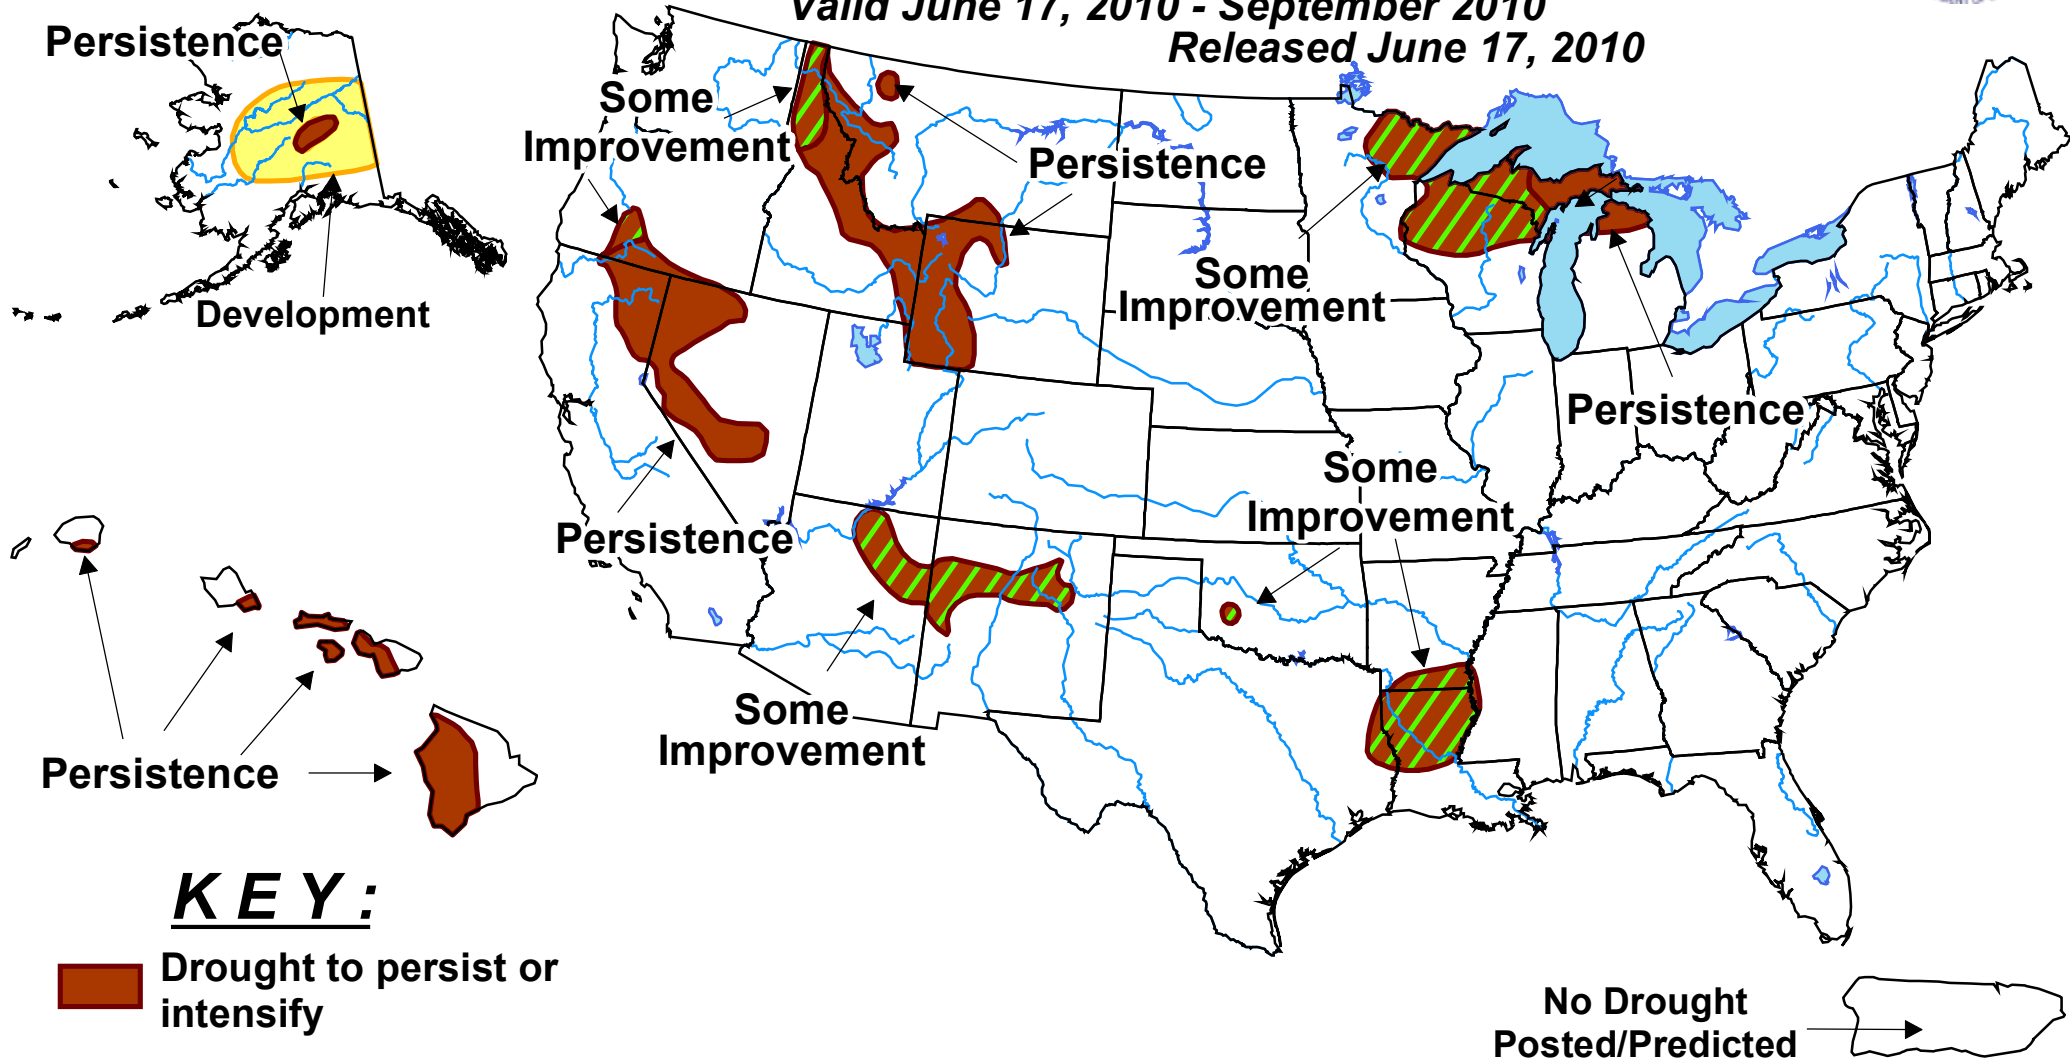 Valid June 17, 2010 - September 2010
Released June 17, 2010
Persistence
Some
Improvement
Persistence
Development
Some
Improvement
Persistence
Some
Improvement
Persistence
Some
Improvement
Persistence
K E Y :
Drought to persist or
intensify
No Drought
Posted/Predicted